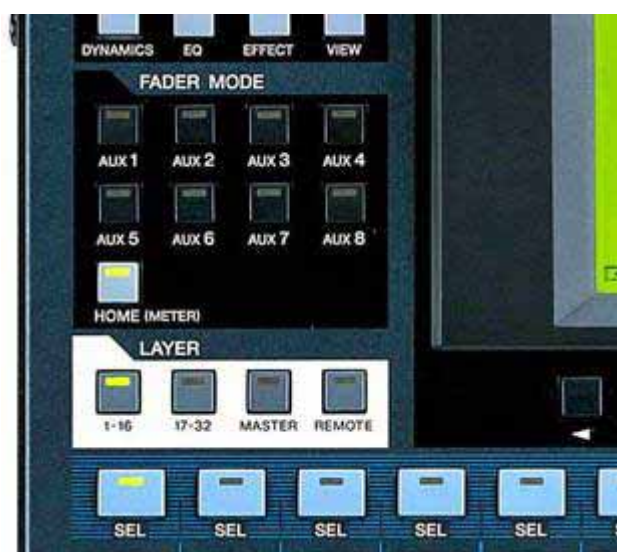 DYNAMICS EQ EFFECT VIEW
FADER MODE
AUX 1 AUX 2 AUX 3 AUX 4
AUX 5 AUX 6 AUX 7 AUX 8
HOME (METER)
LAYER
1-16 17-32 MASTER REMOTE
SEL SEL SEL SEL SEL